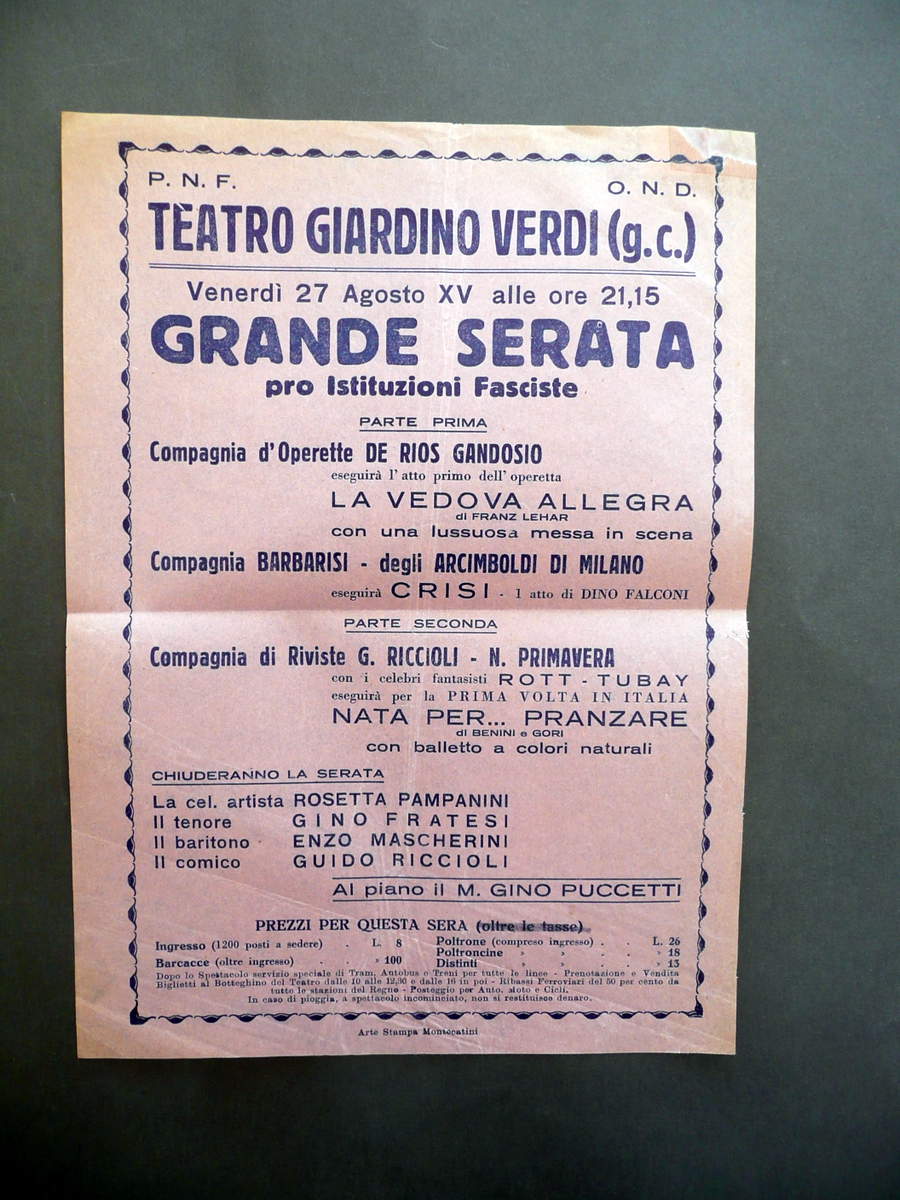 P. N. F. O. N. D.
TEATRO GIARDINO VERDI (g.c.)
Venerdì 27 Agosto XV alle ore 21,15
GRANDE SERATA
pro Istituzioni Fasciste
PARTE PRIMA
Compagnia d'Operette DE RIOS GANDOSIO
eseguirà l'atto primo dell'operetta
LA VEDOVA ALLEGRA
di FRANZ LEHAR
con una lussuosa messa in scena
Compagnia BARBARISI - degli ARCIMBOLDI DI MILANO
eseguirà CRISI - 1 atto di DINO FALCONI
PARTE SECONDA
Compagnia di Riviste G. RICCIOLI - N. PRIMAVERA
con i celebri fantasisti ROTT - TUBAY
eseguirà per la PRIMA VOLTA IN ITALIA
NATA PER... PRANZARE
di BENINI e GORI
con balletto a colori naturali
CHIUDERANNO LA SERATA
La cel. artista ROSETTA PAMPANINI
Il tenore GINO FRATESI
Il baritono ENZO MASCHERINI
Il comico GUIDO RICCIOLI
Al piano il M. GINO PUCCETTI
PREZZI PER QUESTA SERA (oltre le tasse)
Ingresso (1200 posti a sedere) . L. 8
Barcacce (oltre ingresso) . . » 100
Poltrone (compreso ingresso) . . L. 26
Poltroncine » » . . » 18
Distinti » » . . » 13
Dopo lo Spettacolo servizio speciale di Tram, Autobus e Treni per tutte le linee - Prenotazione e Vendita
Biglietti al Botteghino del Teatro dalle 10 alle 12,30 e dalle 16 in poi - Ribassi Ferroviari del 50 per cento da
tutte le stazioni del Regno - Posteggio per Auto, Moto e Cicli.
In caso di pioggia, a spettacolo incominciato, non si restituisce denaro.
Arte Stampa Montecatini